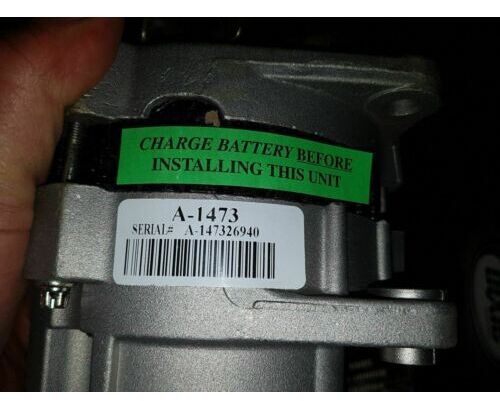 CHARGE BATTERY BEFORE
INSTALLING THIS UNIT
A-1473
SERIAL# A-147326940